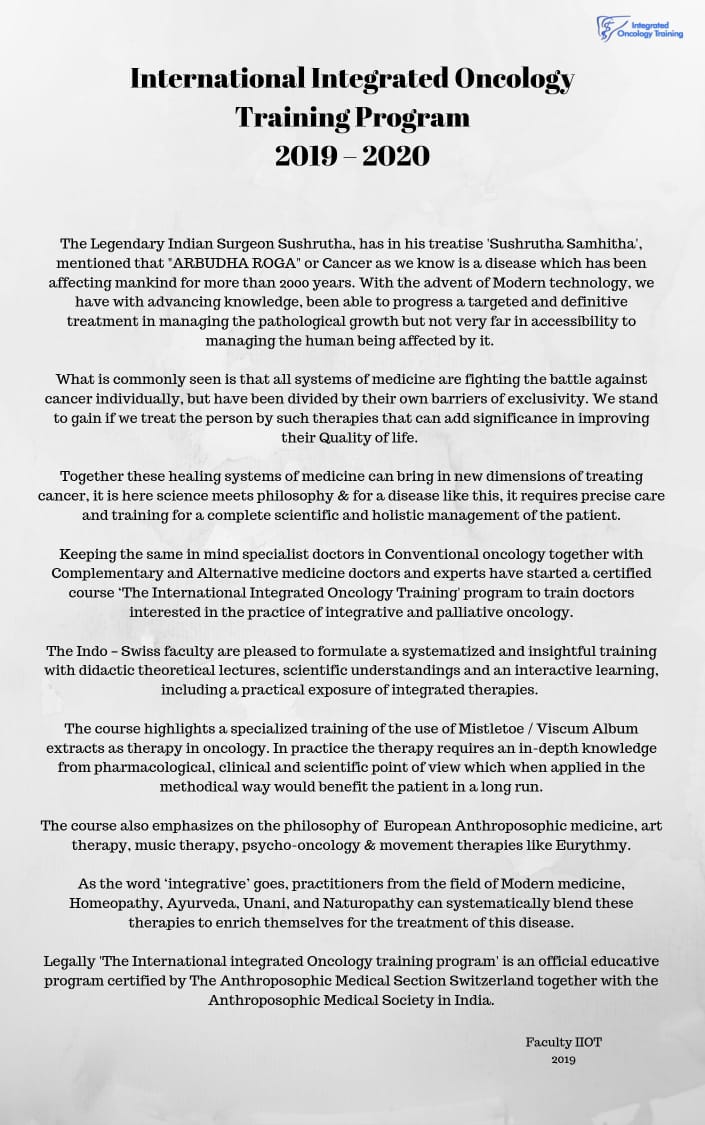 Integrated
Oncology Training
International Integrated Oncology
Training Program
2019 – 2020
The Legendary Indian Surgeon Sushrutha, has in his treatise 'Sushrutha Samhitha',
mentioned that "ARBUDHA ROGA" or Cancer as we know is a disease which has been
affecting mankind for more than 2000 years. With the advent of Modern technology, we
have with advancing knowledge, been able to progress a targeted and definitive
treatment in managing the pathological growth but not very far in accessibility to
managing the human being affected by it.
What is commonly seen is that all systems of medicine are fighting the battle against
cancer individually, but have been divided by their own barriers of exclusivity. We stand
to gain if we treat the person by such therapies that can add significance in improving
their Quality of life.
Together these healing systems of medicine can bring in new dimensions of treating
cancer, it is here science meets philosophy & for a disease like this, it requires precise care
and training for a complete scientific and holistic management of the patient.
Keeping the same in mind specialist doctors in Conventional oncology together with
Complementary and Alternative medicine doctors and experts have started a certified
course 'The International Integrated Oncology Training' program to train doctors
interested in the practice of integrative and palliative oncology.
The Indo – Swiss faculty are pleased to formulate a systematized and insightful training
with didactic theoretical lectures, scientific understandings and an interactive learning,
including a practical exposure of integrated therapies.
The course highlights a specialized training of the use of Mistletoe / Viscum Album
extracts as therapy in oncology. In practice the therapy requires an in-depth knowledge
from pharmacological, clinical and scientific point of view which when applied in the
methodical way would benefit the patient in a long run.
The course also emphasizes on the philosophy of European Anthroposophic medicine, art
therapy, music therapy, psycho-oncology & movement therapies like Eurythmy.
As the word ‘integrative’ goes, practitioners from the field of Modern medicine,
Homeopathy, Ayurveda, Unani, and Naturopathy can systematically blend these
therapies to enrich themselves for the treatment of this disease.
Legally 'The International integrated Oncology training program' is an official educative
program certified by The Anthroposophic Medical Section Switzerland together with the
Anthroposophic Medical Society in India.
Faculty IIOT
2019